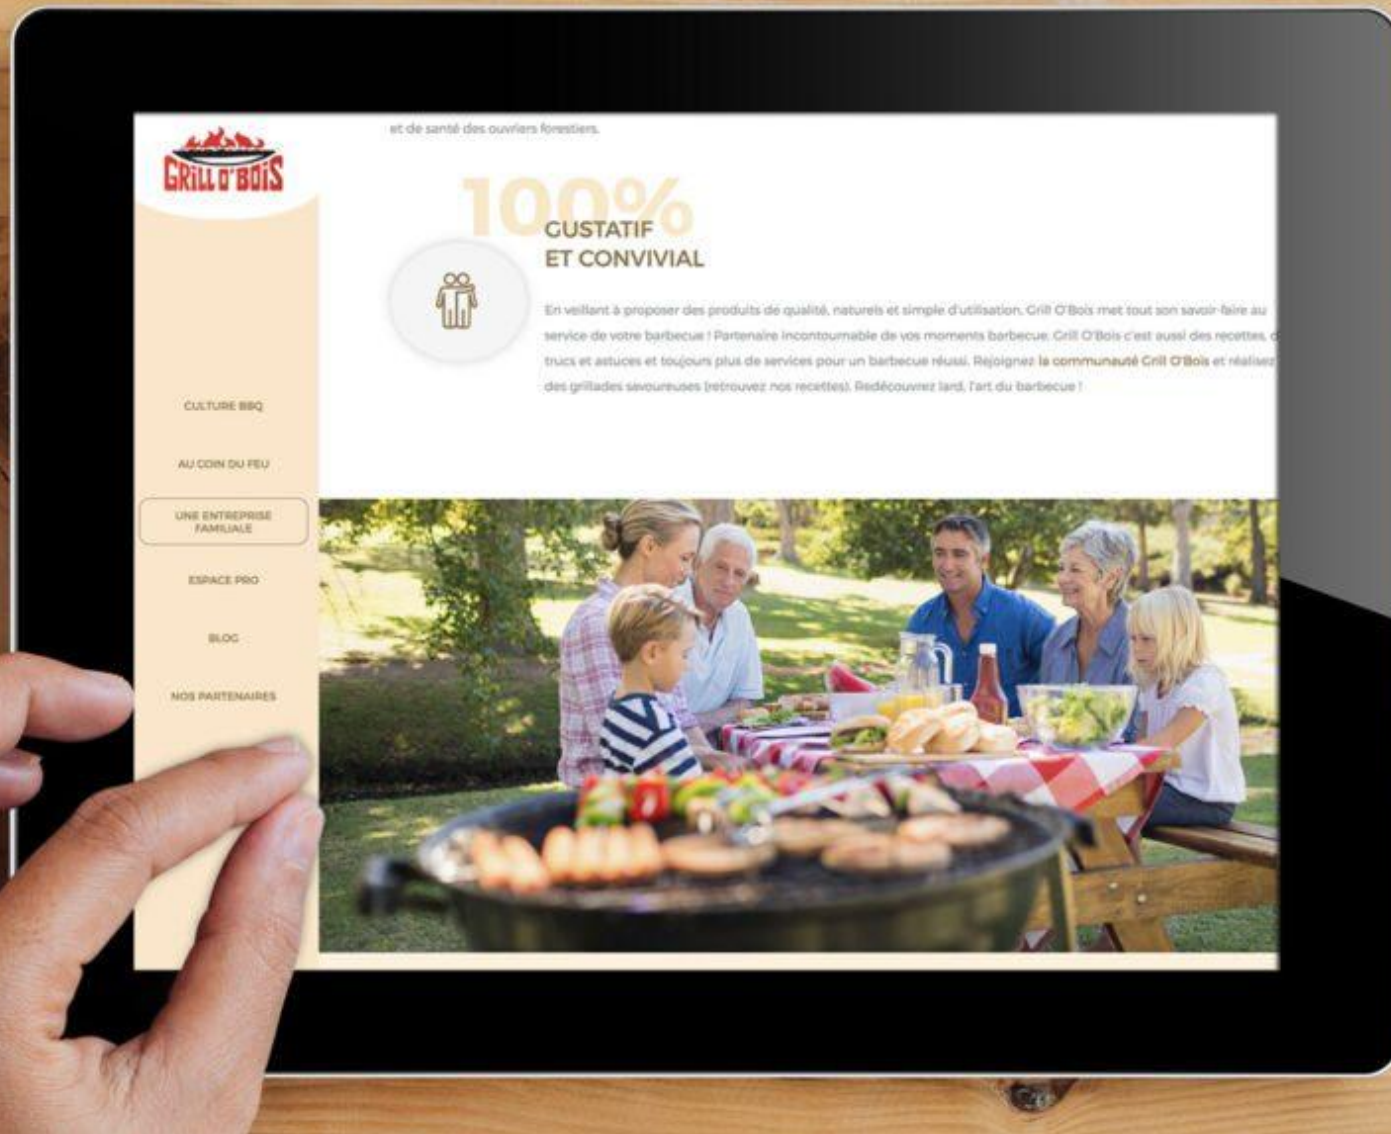 GRILL O'BOIS
CULTURE BBQ
AU COIN DU FEU
UNE ENTREPRISE
FAMILIALE
ESPACE PRO
BLOG
NOS PARTENAIRES
et de santé des ouvriers forestiers.
100%
GUSTATIF
ET CONVIVIAL
En veillant à proposer des produits de qualité, naturels et simple d'utilisation, Grill O'Bois met tout son savoir-faire au
service de votre barbecue ! Partenaire incontournable de vos moments barbecue, Grill O'Bois c'est aussi des recettes,
trucs et astuces et toujours plus de services pour un barbecue réussi. Rejoignez la communauté Grill O'Bois et réalisez
des grillades savoureuses (retrouvez nos recettes). Redécouvrez lard, l'art du barbecue !